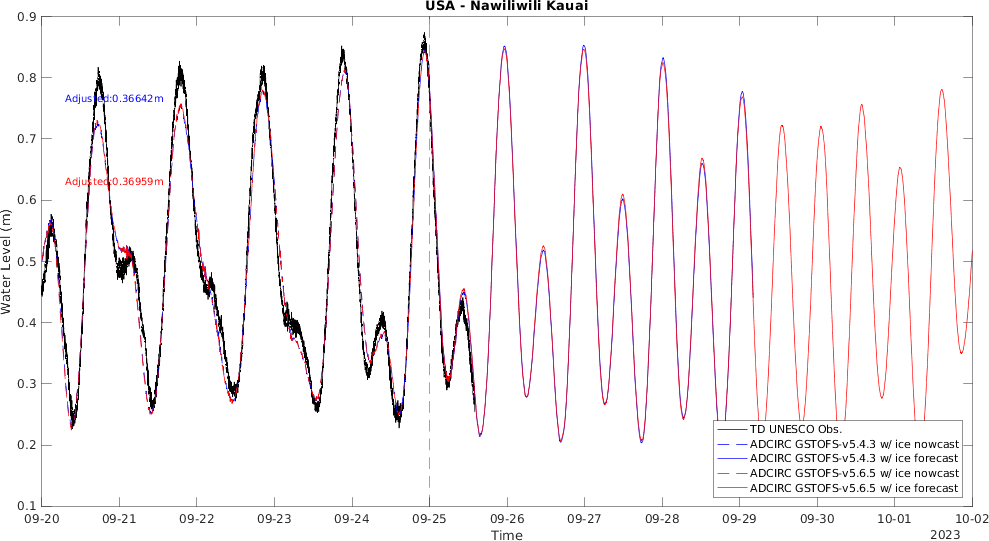 USA - Nawiliwili Kauai
0.9
0.8
0.7
0.6
0.5
0.4
0.3
0.2
0.1
Water Level (m)
Adjusted:0.36642m
Adjusted:0.36959m
TD UNESCO Obs.
ADCIRC GSTOFS-v5.4.3 w/ ice nowcast
ADCIRC GSTOFS-v5.4.3 w/ ice forecast
ADCIRC GSTOFS-v5.6.5 w/ ice nowcast
ADCIRC GSTOFS-v5.6.5 w/ ice forecast
09-20 09-21 09-22 09-23 09-24 09-25 09-26 09-27 09-28 09-29 09-30 10-01 10-02
Time
2023